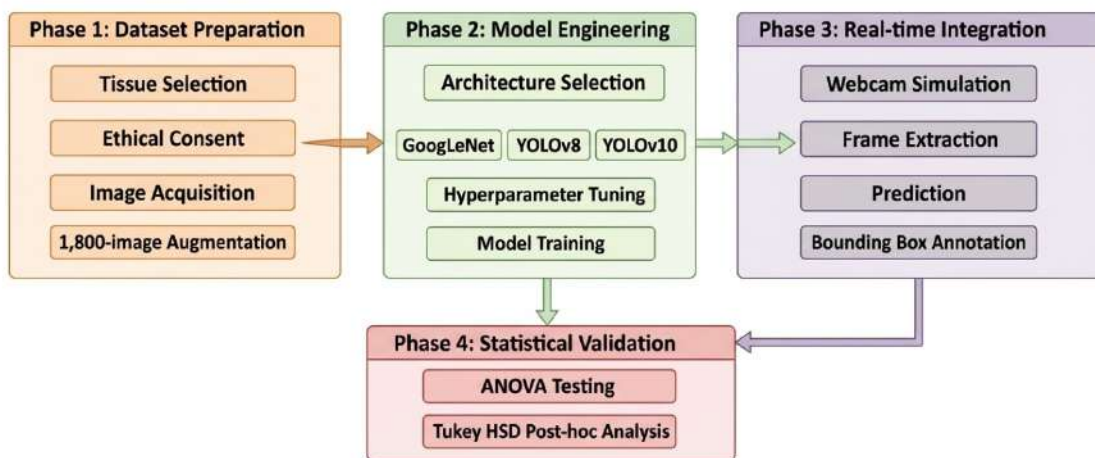 Phase 1: Dataset Preparation
Tissue Selection
Ethical Consent
Image Acquisition
1,800-image Augmentation
Phase 2: Model Engineering
Architecture Selection
GoogLeNet YOLOv8 YOLOv10
Hyperparameter Tuning
Model Training
Phase 3: Real-time Integration
Webcam Simulation
Frame Extraction
Prediction
Bounding Box Annotation
Phase 4: Statistical Validation
ANOVA Testing
Tukey HSD Post-hoc Analysis